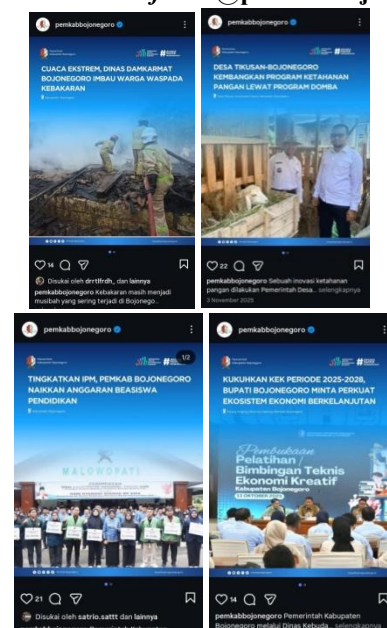 pemkabbojonegoro
CUACA EKSTREM, DINAS DAMKARMAT
BOJONEGORO IMBAU WARGA WASPADA
KEBAKARAN
14
Disukai oleh drrtlfrdh_ dan lainnya
pemkabbojonegoro Kebakaran masih menjadi
musibah yang sering terjadi di Bojonego..
pemkabbojonegoro
DESA TIKUSAN-BOJONEGORO
KEMBANGKAN PROGRAM KETAHANAN
PANGAN LEWAT PROGRAM DOMBA
22
pemkabbojonegoro Sebuah inovasi ketahanan
pangan dilakukan Pemerintah Desa... selengkapnya
3 November 2025
pemkabbojonegoro
1/2
TINGKATKAN IPM, PEMKAB BOJONEGORO
NAIKKAN ANGGARAN BEASISWA
PENDIDIKAN
MALOWOPATI
21
Disukai oleh satrio.sattt dan lainnya
pemkabbojonegoro
KUKUHKAN KEK PERIODE 2025-2028,
BUPATI BOJONEGORO MINTA PERKUAT
EKOSISTEM EKONOMI BERKELANJUTAN
Pembukaan
Pelatihan /
Bimbingan Teknis
Ekonomi Kreatif
Kabupaten Bojonegoro
14
pemkabbojonegoro Pemerintah Kabupaten
Bojonegoro melalui Dinas Kebuda.. selengkapnya